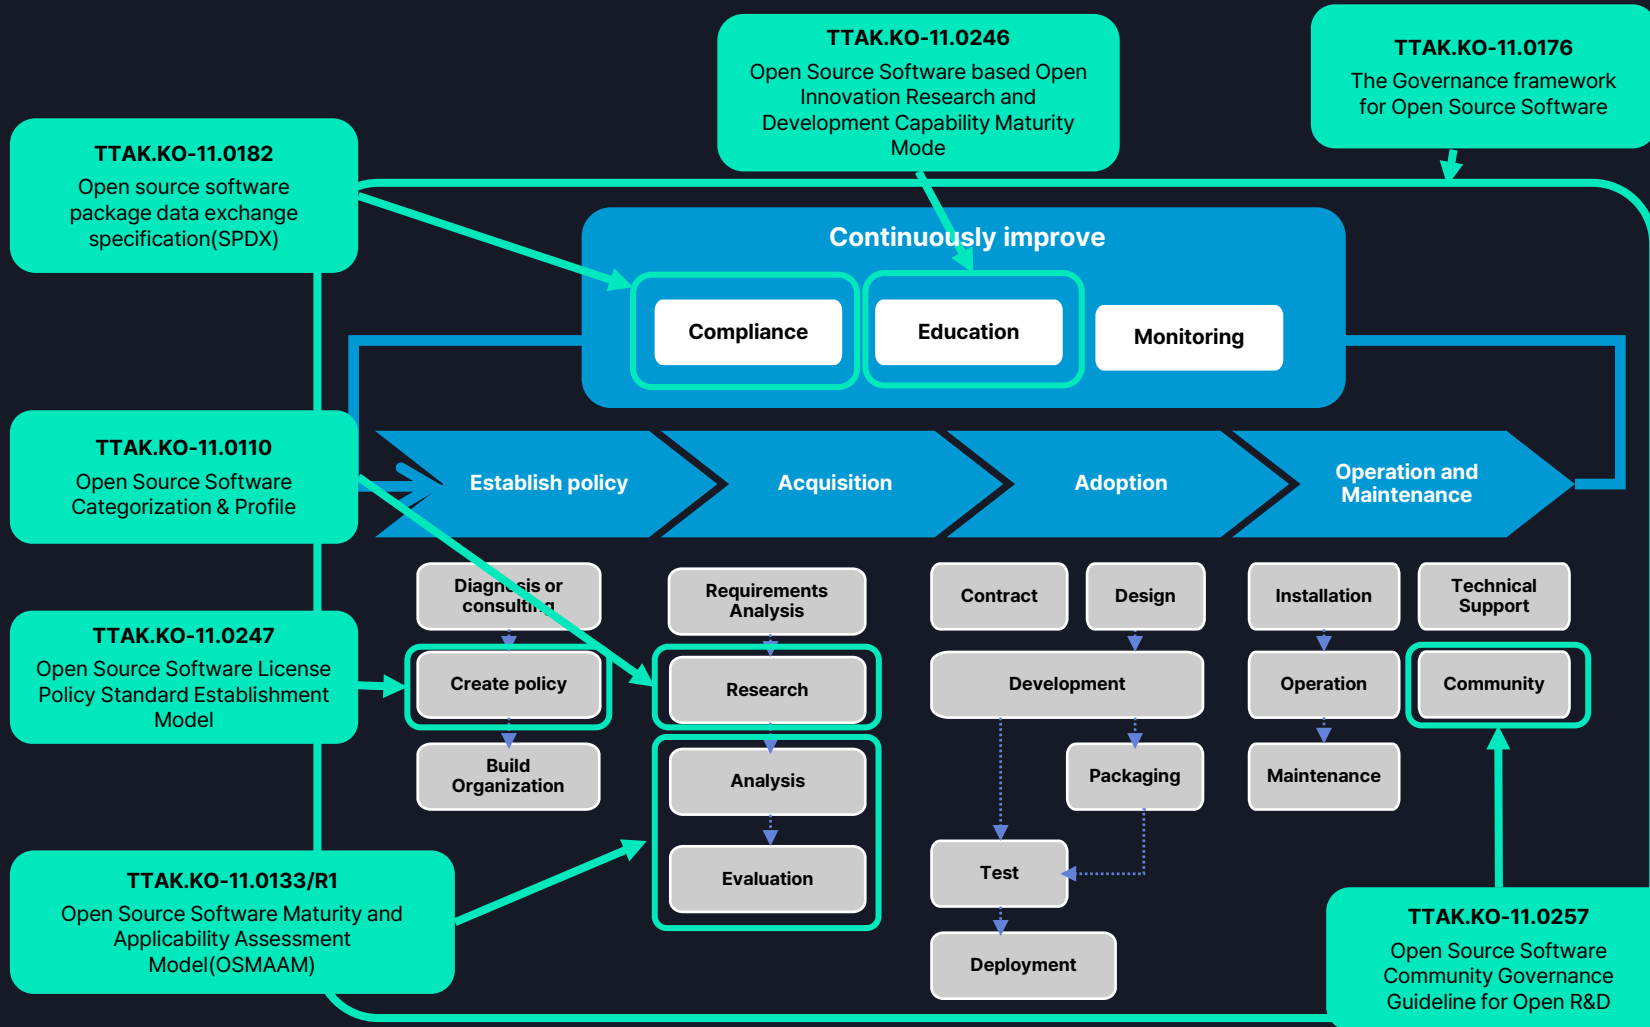 TTAK.KO-11.0246
Open Source Software based Open
Innovation Research and
Development Capability Maturity
Mode
TTAK.KO-11.0176
The Governance framework
for Open Source Software
TTAK.KO-11.0182
Open source software
package data exchange
specification(SPDX)
Continuously improve
Compliance
Education
Monitoring
TTAK.KO-11.0110
Open Source Software
Categorization & Profile
Establish policy
Acquisition
Adoption
Operation and
Maintenance
Diagnosis or
consulting
Requirements
Analysis
Contract
Design
Installation
Technical
Support
TTAK.KO-11.0247
Open Source Software License
Policy Standard Establishment
Model
Create policy
Research
Development
Operation
Community
Build
Organization
Analysis
Packaging
Maintenance
TTAK.KO-11.0133/R1
Open Source Software Maturity and
Applicability Assessment
Model(OSMAAM)
Evaluation
Test
Deployment
TTAK.KO-11.0257
Open Source Software
Community Governance
Guideline for Open R&D